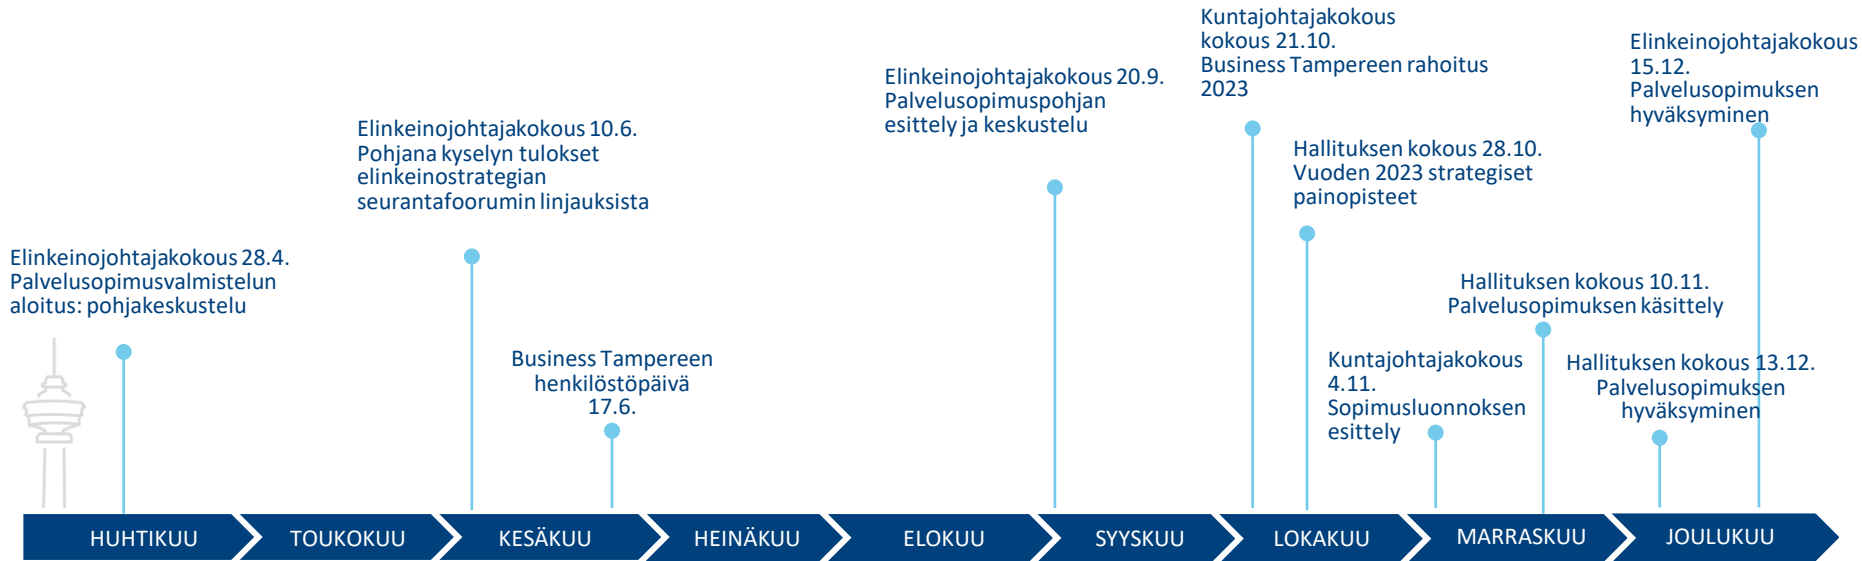 Elinkeinojohtajakokous 28.4.
Palvelusopimusvalmistelun
aloitus: pohjakeskustelu
Elinkeinojohtajakokous 10.6.
Pohjana kyselyn tulokset
elinkeinostrategian
seurantafoorumin linjauksista
Business Tampereen
henkilöstöpäivä
17.6.
Elinkeinojohtajakokous 20.9.
Palvelusopimuspohjan
esittely ja keskustelu
Kuntajohtajakokous
kokous 21.10.
Business Tampereen rahoitus
2023
Hallituksen kokous 28.10.
Vuoden 2023 strategiset
painopisteet
Kuntajohtajakokous
4.11.
Sopimusluonnoksen
esittely
Hallituksen kokous 10.11.
Palvelusopimuksen käsittely
Hallituksen kokous 13.12.
Palvelusopimuksen
hyväksyminen
Elinkeinojohtajakokous
15.12.
Palvelusopimuksen
hyväksyminen
HUHTIKUU
TOUKOKUU
KESÄKUU
HEINÄKUU
ELOKUU
SYYSKUU
LOKAKUU
MARRASKUU
JOULUKUU